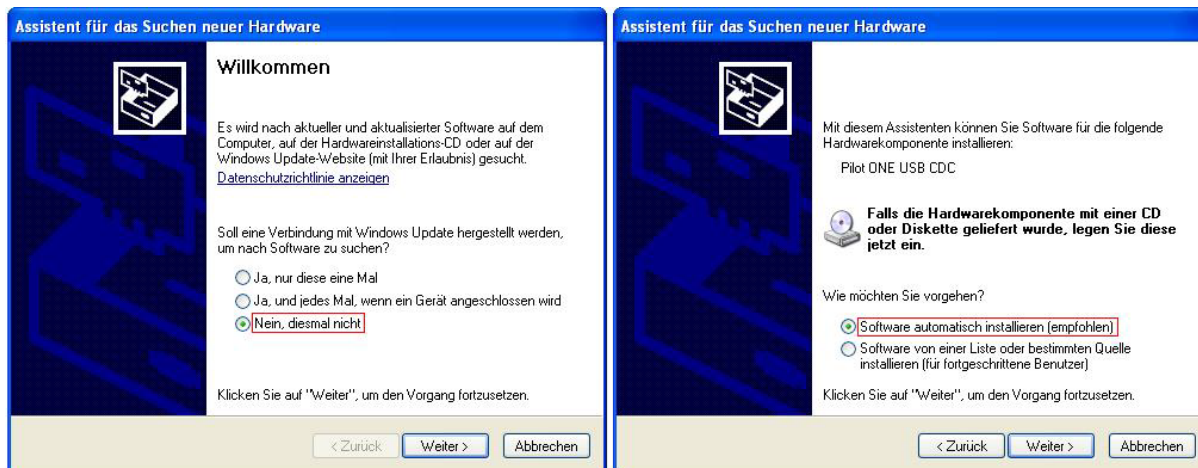 Assistent für das Suchen neuer Hardware
Willkommen
Es wird nach aktueller und aktualisierter Software auf dem
Computer, auf der Hardwareinstallations-CD oder auf der
Windows Update-Website (mit Ihrer Erlaubnis) gesucht.
Datenschutzrichtlinie anzeigen
Soll eine Verbindung mit Windows Update hergestellt werden,
um nach Software zu suchen?
Ja, nur diese eine Mal
Ja, und jedes Mal, wenn ein Gerät angeschlossen wird
Nein, diesmal nicht
Klicken Sie auf "Weiter", um den Vorgang fortzusetzen.
< Zurück Weiter > Abbrechen
Assistent für das Suchen neuer Hardware
Mit diesem Assistenten können Sie Software für die folgende
Hardwarekomponente installieren:
Pilot ONE USB CDC
Falls die Hardwarekomponente mit einer CD
oder Diskette geliefert wurde, legen Sie diese
jetzt ein.
Wie möchten Sie vorgehen?
Software automatisch installieren (empfohlen)
Software von einer Liste oder bestimmten Quelle
installieren (für fortgeschrittene Benutzer)
Klicken Sie auf "Weiter", um den Vorgang fortzusetzen.
< Zurück Weiter > Abbrechen